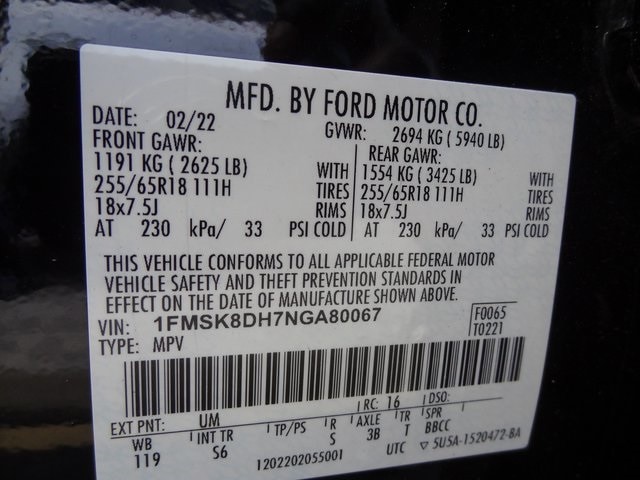 MFD. BY FORD MOTOR CO.
DATE: 02/22 GVWR: 2694 KG ( 5940 LB)
FRONT GAWR: REAR GAWR:
1191 KG ( 2625 LB) WITH 1554 KG ( 3425 LB) WITH
255/65R18 111H TIRES 255/65R18 111H TIRES
18x7.5J RIMS 18x7.5J RIMS
AT 230 kPa/ 33 PSI COLD AT 230 kPa/ 33 PSI COLD
THIS VEHICLE CONFORMS TO ALL APPLICABLE FEDERAL MOTOR
VEHICLE SAFETY AND THEFT PREVENTION STANDARDS IN
EFFECT ON THE DATE OF MANUFACTURE SHOWN ABOVE.
VIN: 1FMSK8DH7NGA80067 F0065
TYPE: MPV T0221
EXT PNT: UM RC: 16 DSO:
WB INT TR TP/PS R AXLE TR SPR
119 S6 S 3B T BBCC
1202202055001 UTC ▽ 5U5A-1520472-BA